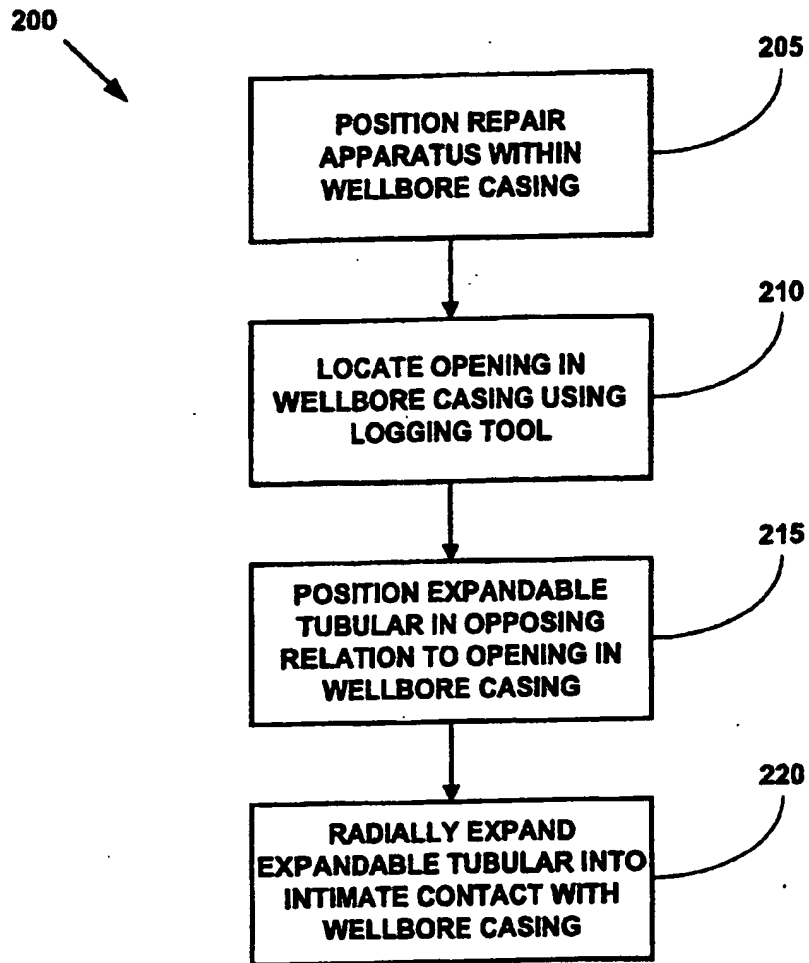 200
205
POSITION REPAIR
APPARATUS WITHIN
WELLBORE CASING
210
LOCATE OPENING IN
WELLBORE CASING USING
LOGGING TOOL
215
POSITION EXPANDABLE
TUBULAR IN OPPOSING
RELATION TO OPENING IN
WELLBORE CASING
220
RADIALLY EXPAND
EXPANDABLE TUBULAR INTO
INTIMATE CONTACT WITH
WELLBORE CASING